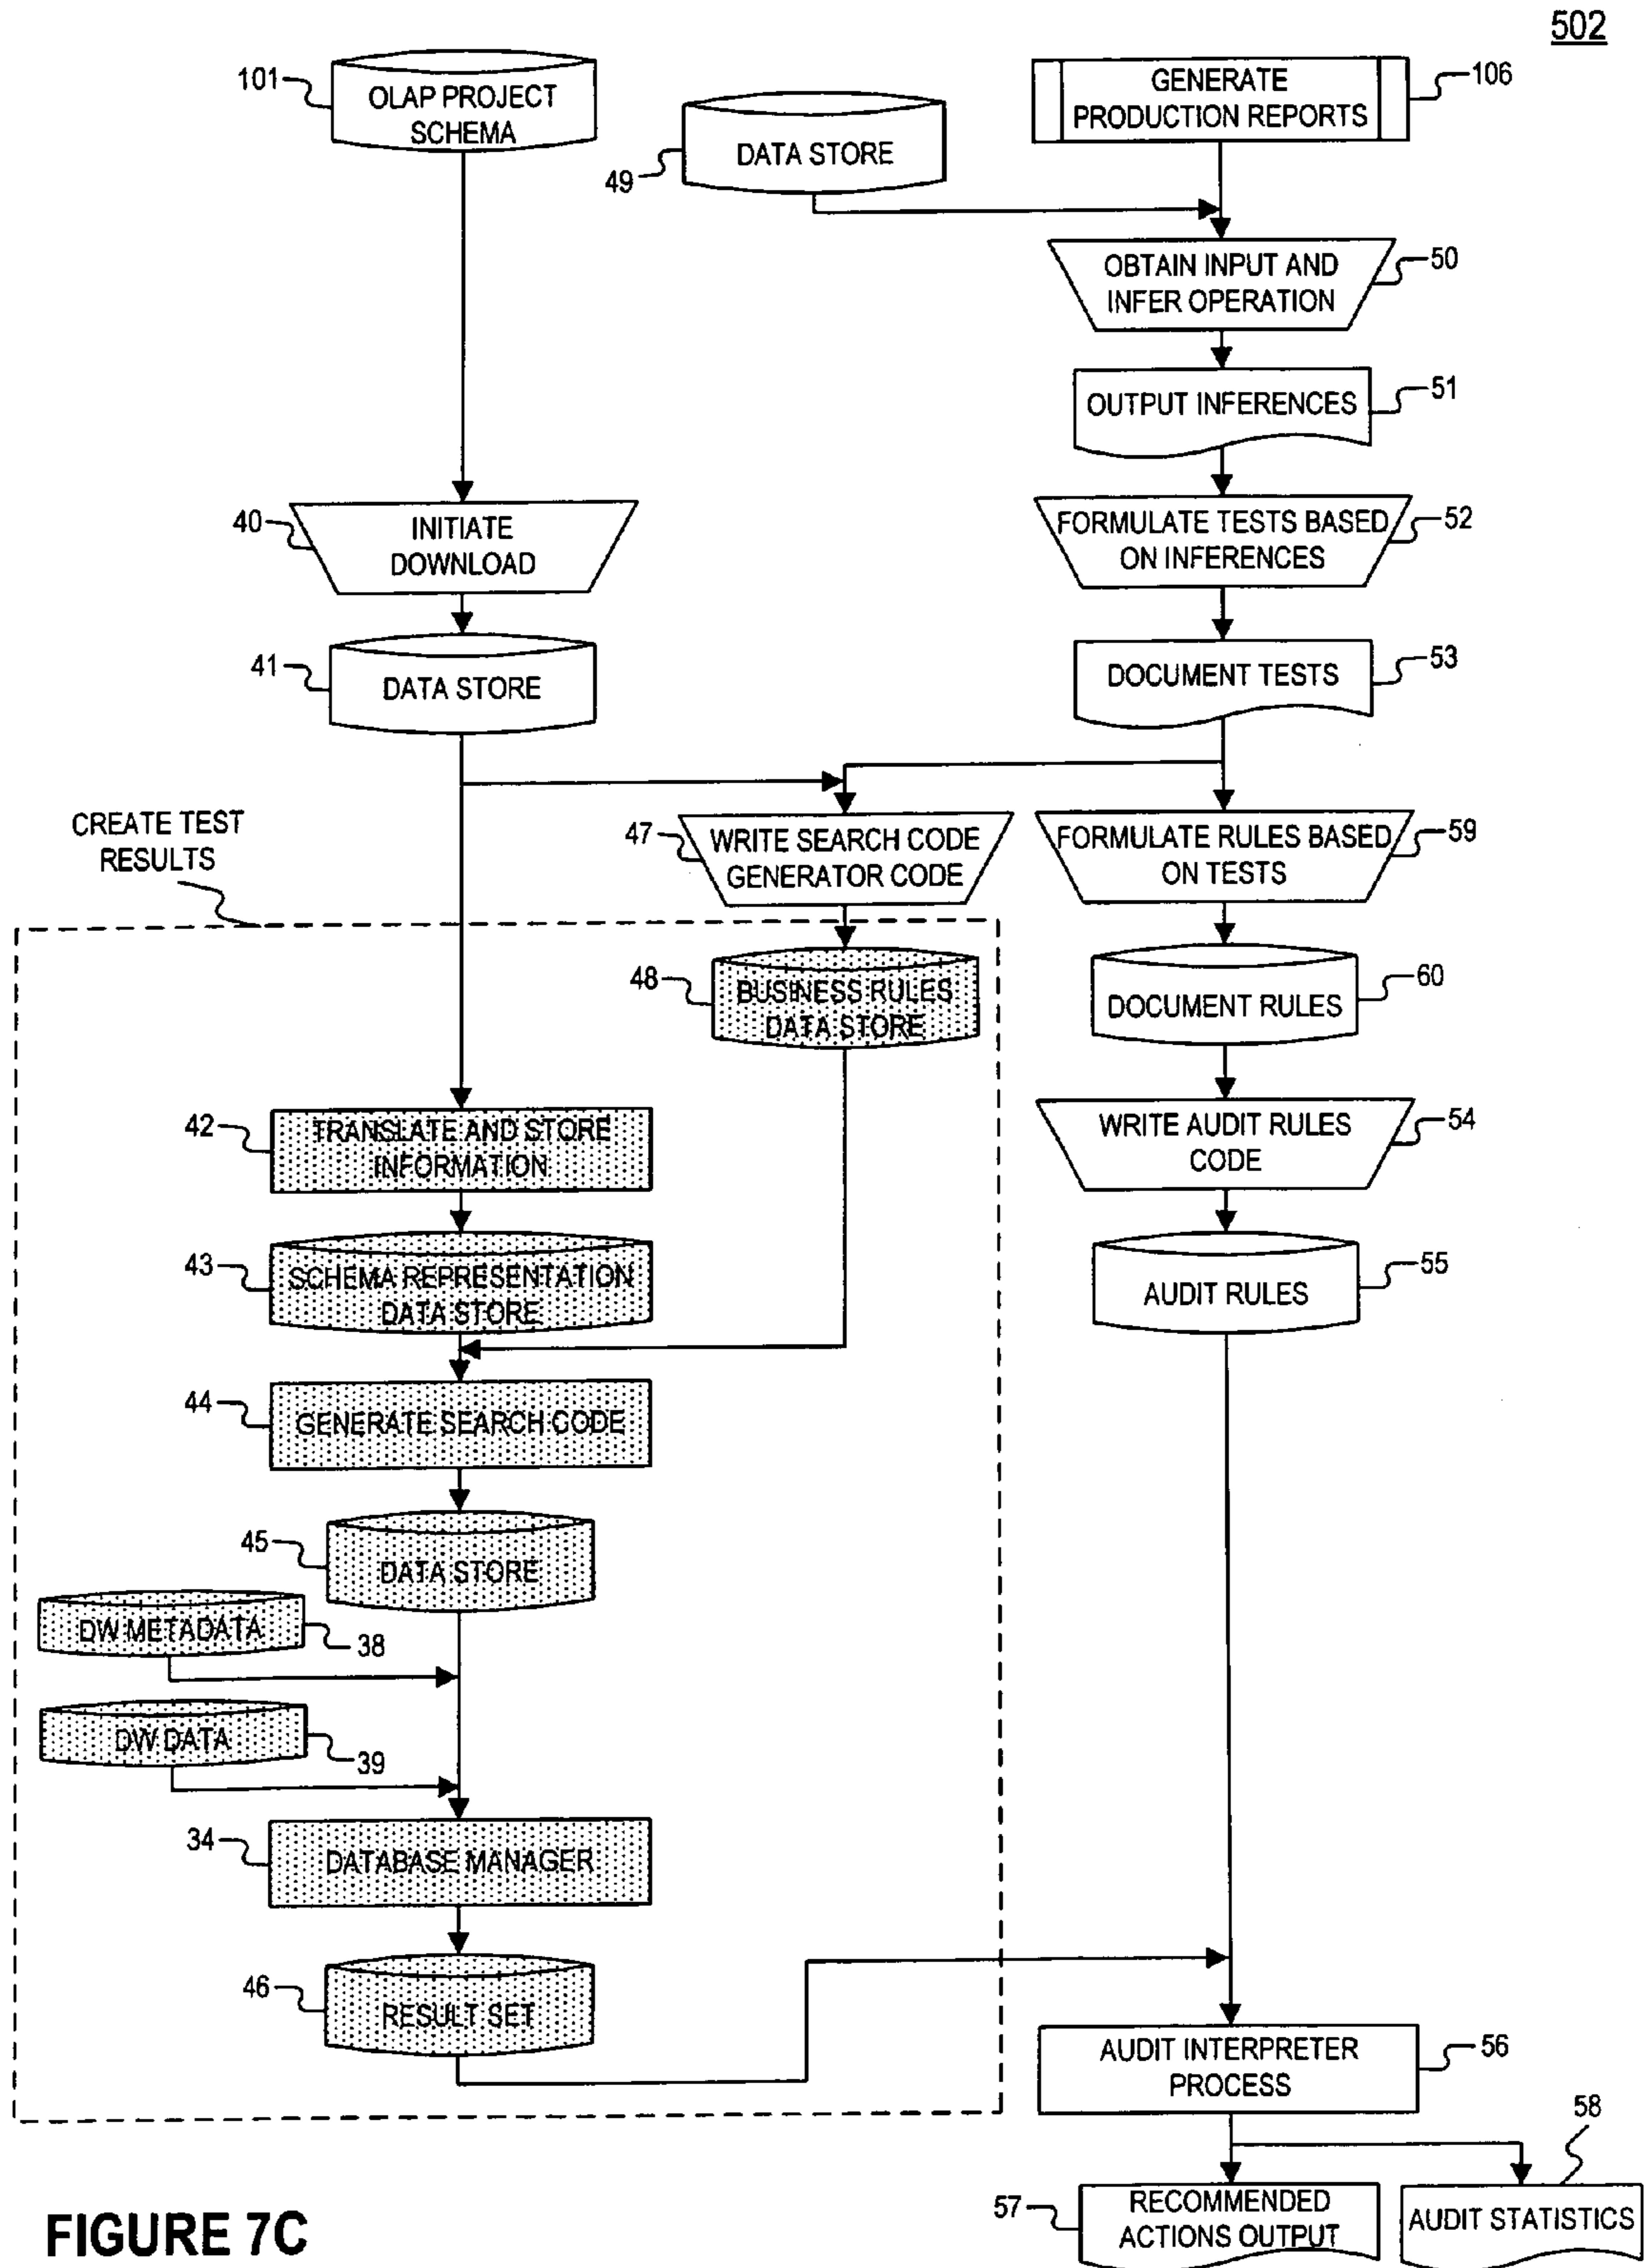 502
101
OLAP PROJECT
SCHEMA
49
DATA STORE
GENERATE
PRODUCTION REPORTS
106
OBTAIN INPUT AND
INFER OPERATION
50
OUTPUT INFERENCES
51
40
INITIATE
DOWNLOAD
FORMULATE TESTS BASED
ON INFERENCES
52
41
DATA STORE
DOCUMENT TESTS
53
CREATE TEST
RESULTS
47
WRITE SEARCH CODE
GENERATOR CODE
FORMULATE RULES BASED
ON TESTS
59
48
BUSINESS RULES
DATA STORE
DOCUMENT RULES
60
42
TRANSLATE AND STORE
INFORMATION
WRITE AUDIT RULES
CODE
54
43
SCHEMA REPRESENTATION
DATA STORE
AUDIT RULES
55
44
GENERATE SEARCH CODE
45
DATA STORE
DW METADATA
38
DW DATA
39
34
DATABASE MANAGER
46
RESULT SET
AUDIT INTERPRETER
PROCESS
56
58
57
RECOMMENDED
ACTIONS OUTPUT
AUDIT STATISTICS
FIGURE 7C